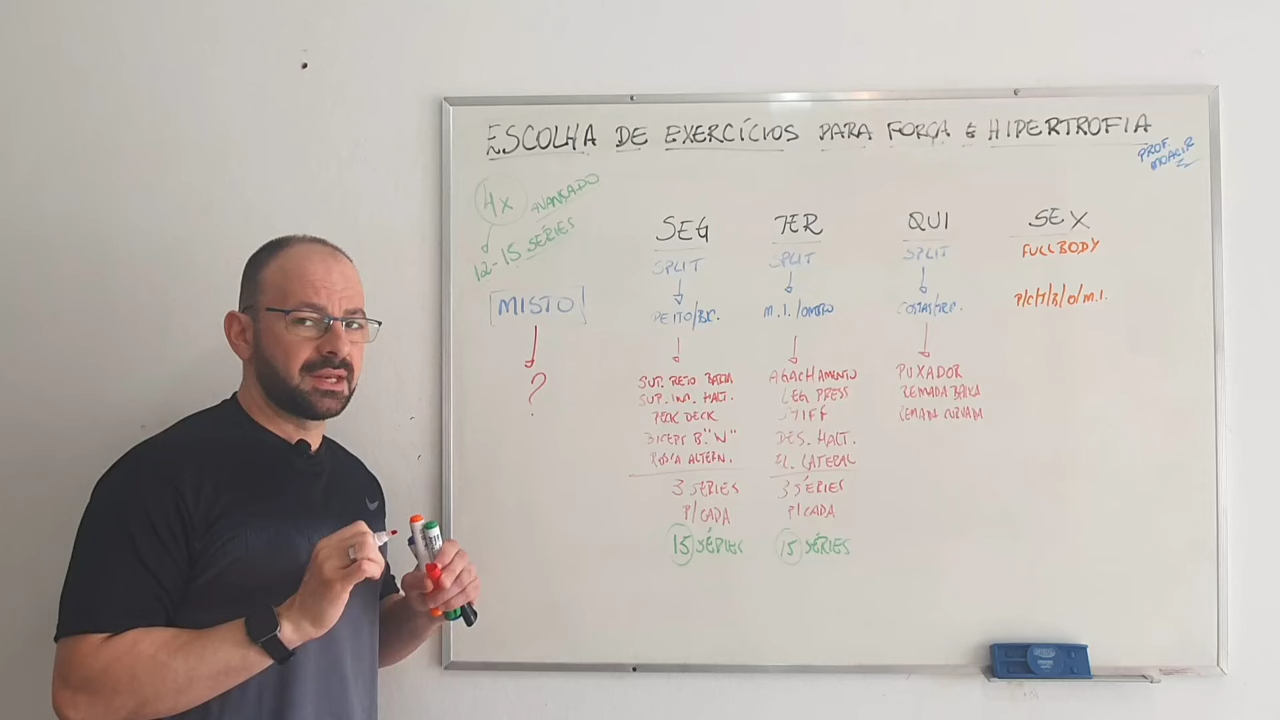 ESCOLHA DE EXERCÍCIOS PARA FORÇA E HIPERTROFIA
PROF.
MOACIR
4X AVANÇADO
12-15 SÉRIES
[MISTO]
?
SEG
SPLIT
PEITO/BIC.
SUP. RETO BARRA
SUP. INC. HALT.
PECK DECK
BICEPS B. "W"
ROSCA ALTERN.
3 SÉRIES
P/CADA
15 SÉRIES
TER
SPLIT
M.I./OMBRO
AGACHAMENTO
LEG PRESS
STIFF
DES. HALT.
EL. LATERAL
3 SÉRIES
P/CADA
15 SÉRIES
QUI
SPLIT
COSTAS/TRP.
PUXADOR
REMADA BAIXA
REMADA CURVADA
SEX
FULLBODY
P/C/T/B/O/M.I.